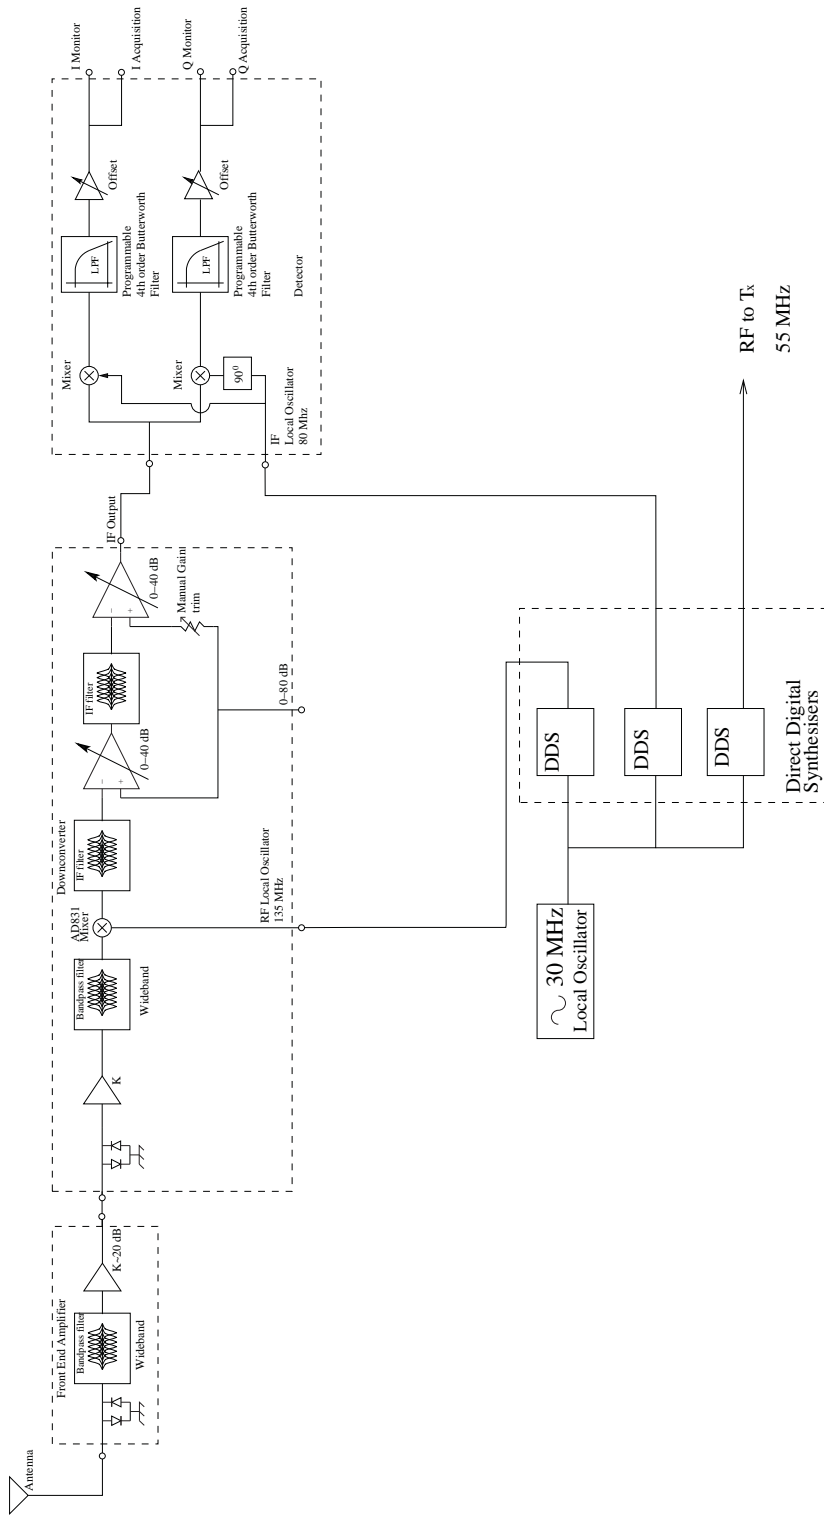 Antenna
Front End Amplifier
Bandpass filter
Wideband
K~20 dB
K
Bandpass filter
Wideband
AD831
Mixer
RF Local Oscillator
135 MHz
Downconverter
IF filter
−
+
0−40 dB
IF filter
−
+
0−40 dB
Manual Gain
trim
0−80 dB
IF Output
IF
Local Oscillator
80 Mhz
Mixer
Mixer
90⁰
LPF
Programmable
4th order Butterworth
Filter
LPF
Programmable
4th order Butterworth
Filter
Detector
Offset
Offset
I Monitor
I Acquisition
Q Monitor
Q Acquisition
30 MHz
Local Oscillator
DDS
DDS
DDS
Direct Digital
Synthesisers
RF to Tx
55 MHz